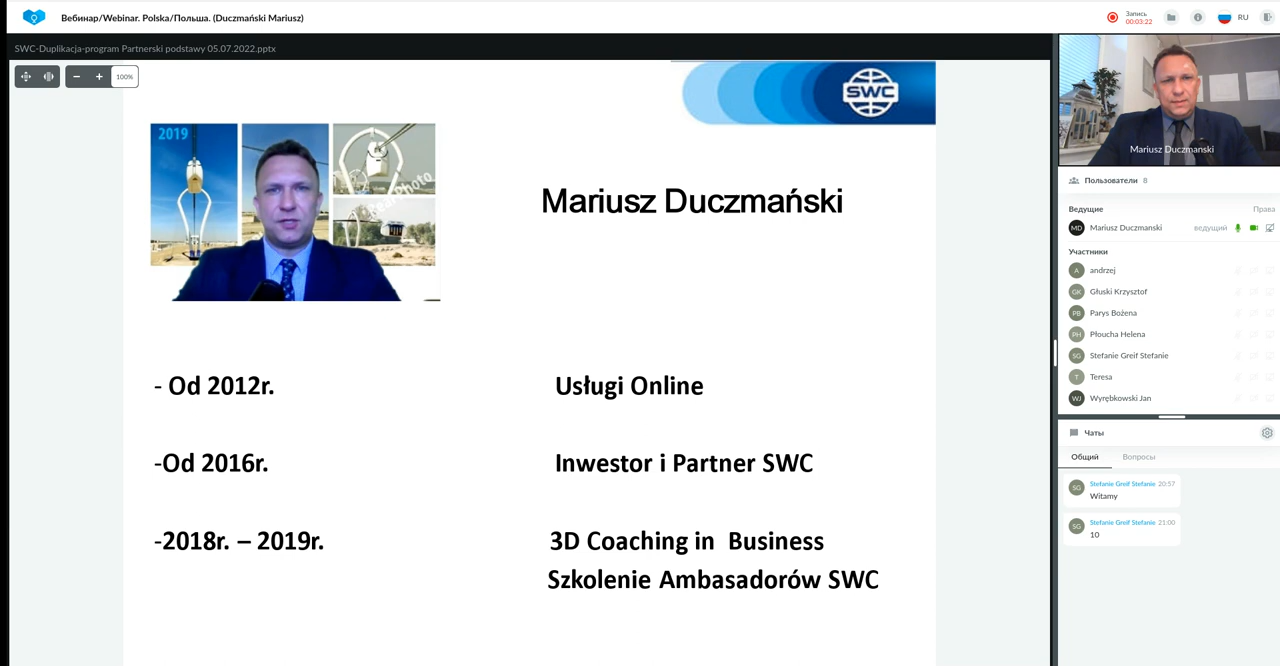 Вебинар/Webinar. Polska/Польша. (Duczmański Mariusz)
Запись
00:03:22
RU
SWC-Duplikacja-program Partnerski podstawy 05.07.2022.pptx
100%
SWC
2019
Real photo
Mariusz Duczmański
- Od 2012r. Usługi Online
-Od 2016r. Inwestor i Partner SWC
-2018r. – 2019r. 3D Coaching in Business
Szkolenie Ambasadorów SWC
Mariusz Duczmanski
Пользователи 8
Ведущие Права
MD Mariusz Duczmanski ведущий
Участники
A andrzej
GK Głuski Krzysztof
PB Parys Bożena
PH Płoucha Helena
SG Stefanie Greif Stefanie
T Teresa
WJ Wyrębkowski Jan
Чаты
Общий Вопросы
SG Stefanie Greif Stefanie 20:57
Witamy
SG Stefanie Greif Stefanie 21:00
10